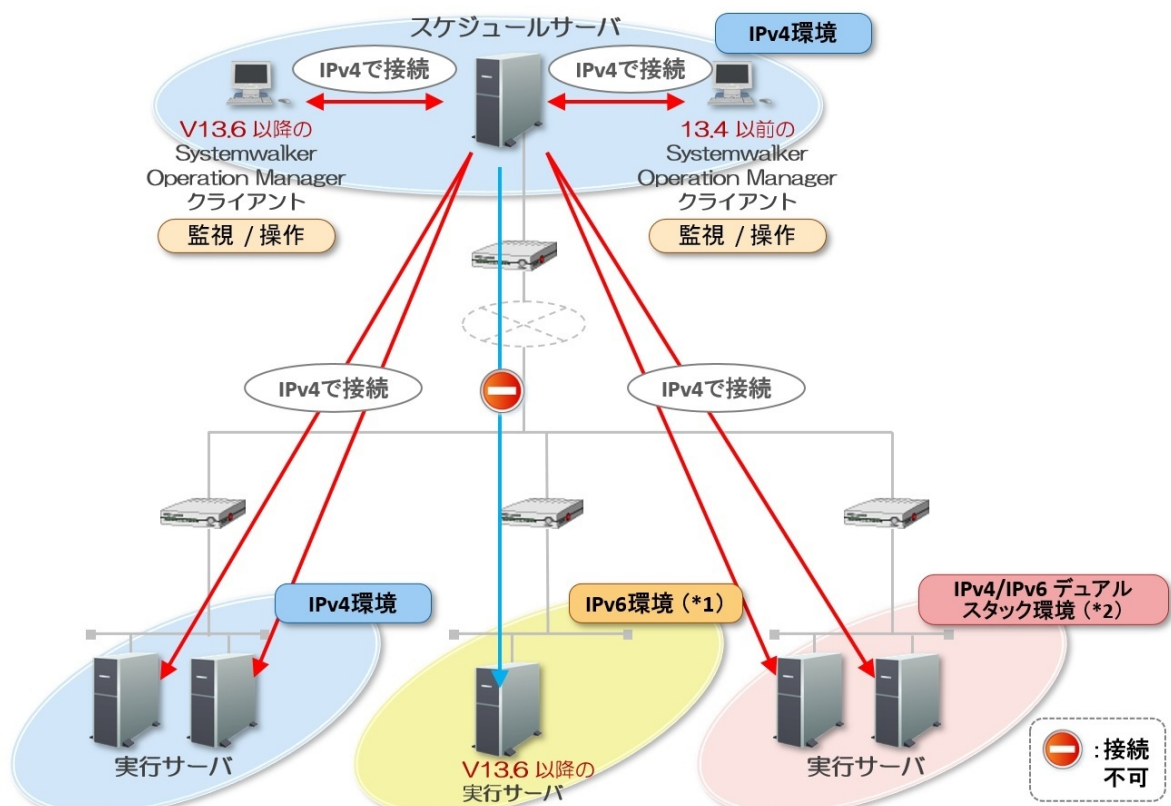 スケジュールサーバ
IPv4環境
IPv4で接続
IPv4で接続
V13.6 以降の
Systemwalker
Operation Manager
クライアント
監視 / 操作
13.4 以前の
Systemwalker
Operation Manager
クライアント
監視 / 操作
IPv4で接続
IPv4で接続
IPv4環境
IPv6環境（*1）
IPv4/IPv6 デュアル
スタック環境（*2）
実行サーバ
V13.6 以降の
実行サーバ
実行サーバ
：接続
不可